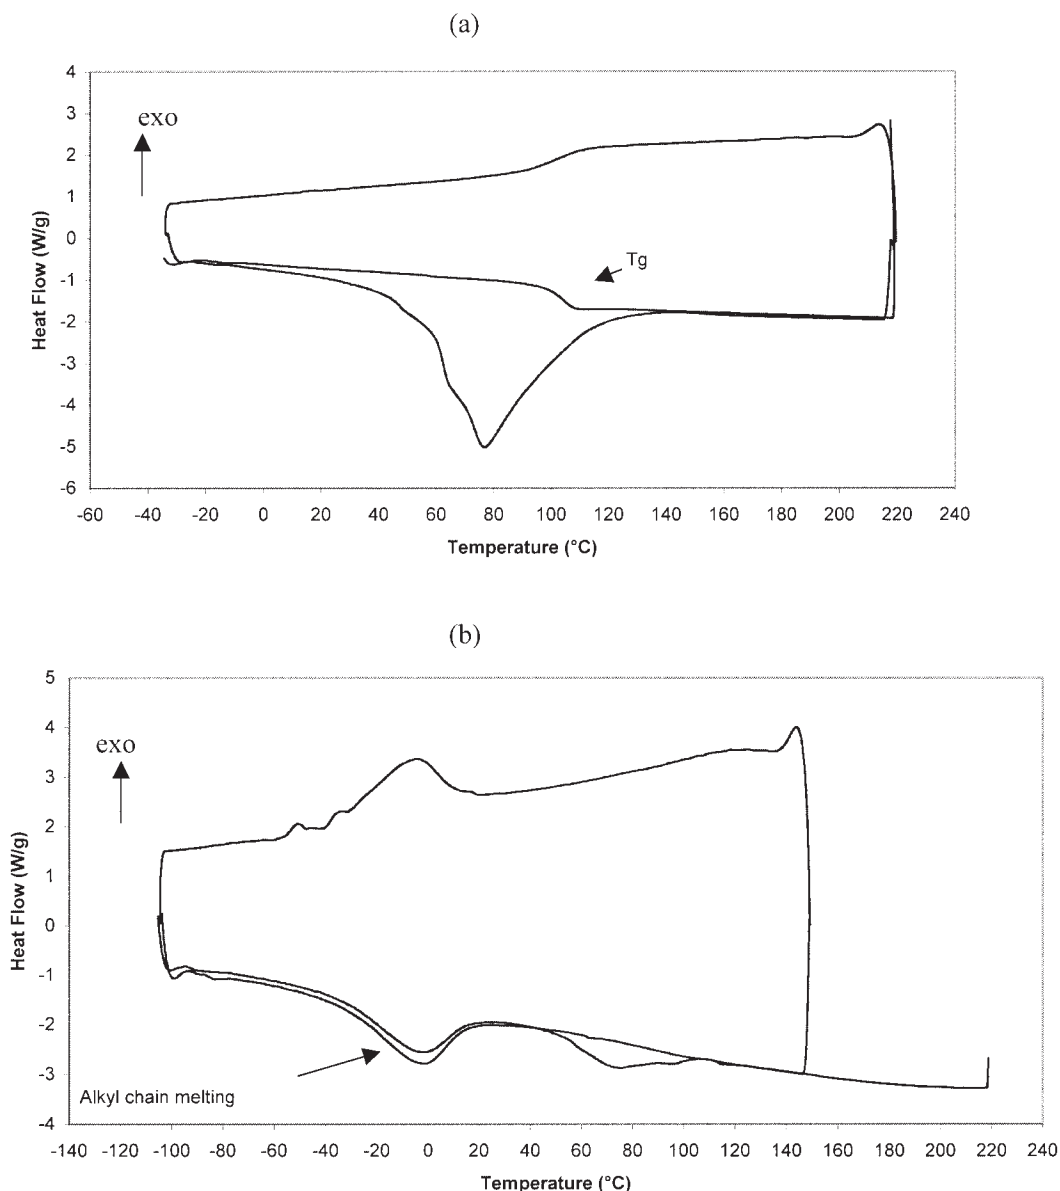 (a)
4
exo
3
2
1
0
Tg
-1
-2
-3
-4
-5
-6
-60 -40 -20 0 20 40 60 80 100 120 140 160 180 200 220 240
Heat Flow (W/g)
Temperature (°C)
(b)
5
4
exo
3
2
1
0
-1
-2
-3
Alkyl chain melting
-4
-140 -120 -100 -80 -60 -40 -20 0 20 40 60 80 100 120 140 160 180 200 220 240
Heat Flow (W/g)
Temperature (°C)